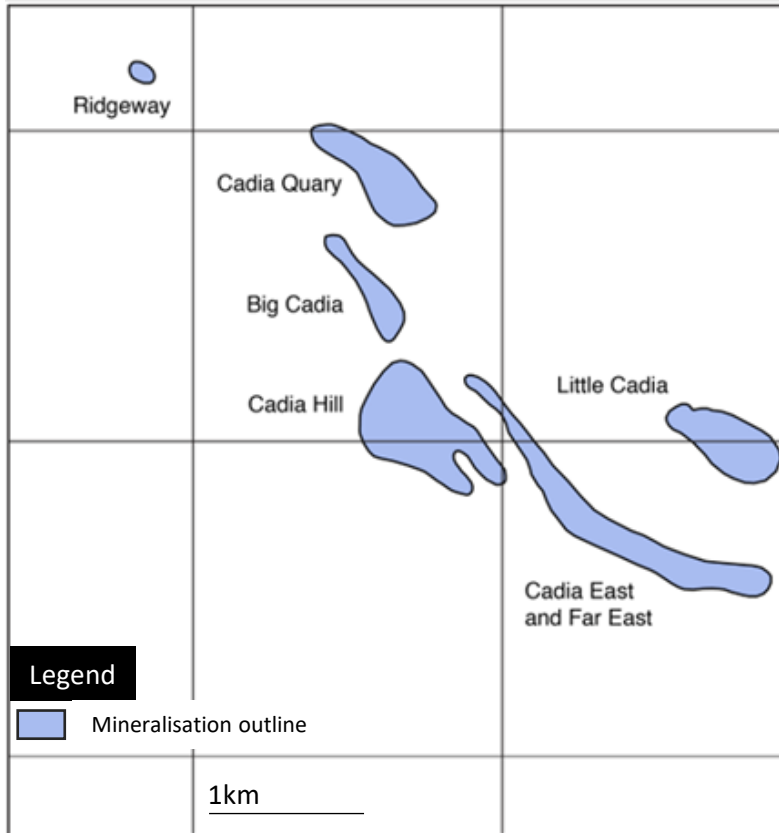 Ridgeway
Cadia Quary
Big Cadia
Cadia Hill
Little Cadia
Cadia East
and Far East
Legend
Mineralisation outline
1km